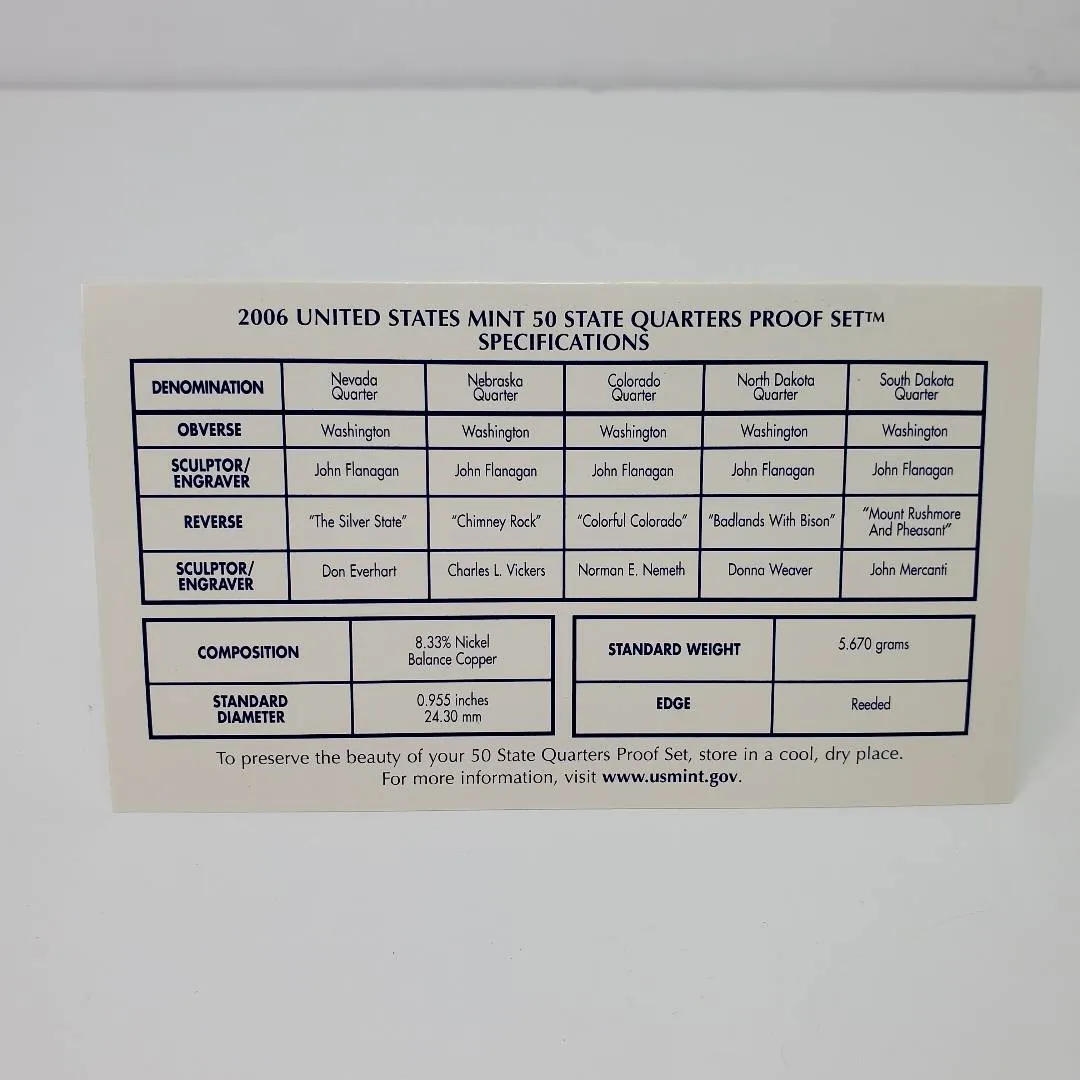 2006 UNITED STATES MINT 50 STATE QUARTERS PROOF SET™
SPECIFICATIONS
DENOMINATION
Nevada
Quarter
Nebraska
Quarter
Colorado
Quarter
North Dakota
Quarter
South Dakota
Quarter
OBVERSE
Washington
Washington
Washington
Washington
Washington
SCULPTOR/
ENGRAVER
John Flanagan
John Flanagan
John Flanagan
John Flanagan
John Flanagan
REVERSE
“The Silver State”
“Chimney Rock”
“Colorful Colorado”
“Badlands With Bison”
“Mount Rushmore
And Pheasant”
SCULPTOR/
ENGRAVER
Don Everhart
Charles L. Vickers
Norman E. Nemeth
Donna Weaver
John Mercanti
COMPOSITION
8.33% Nickel
Balance Copper
STANDARD
DIAMETER
0.955 inches
24.30 mm
STANDARD WEIGHT
5.670 grams
EDGE
Reeded
To preserve the beauty of your 50 State Quarters Proof Set, store in a cool, dry place.
For more information, visit www.usmint.gov.